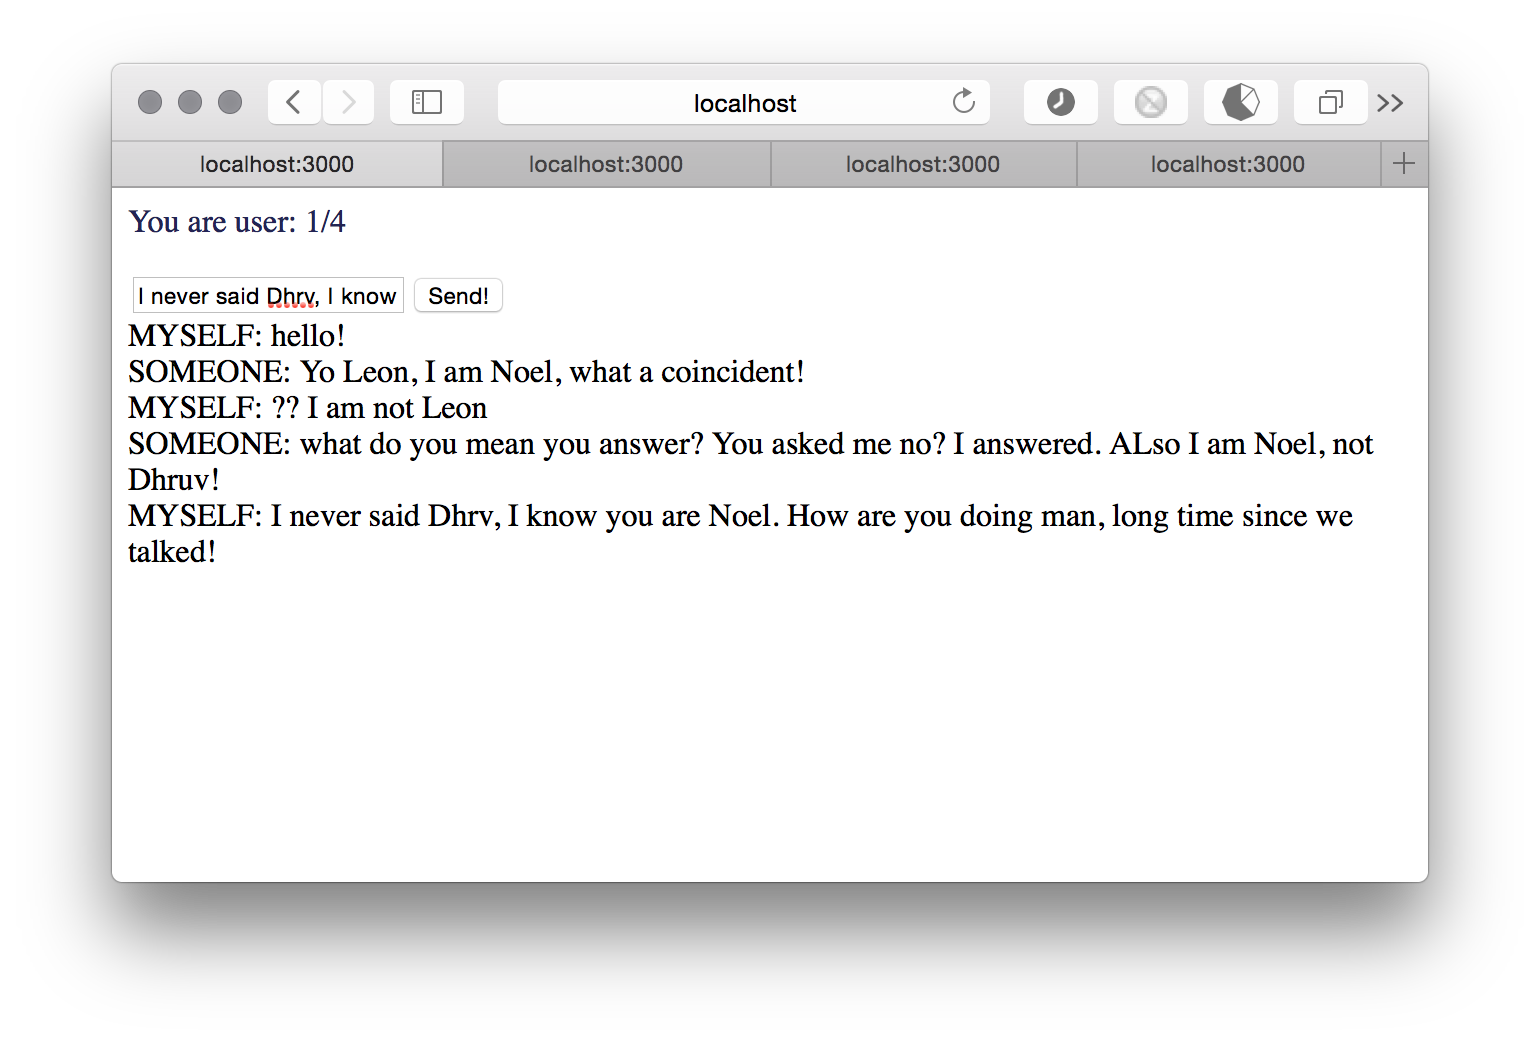 localhost
localhost:3000 localhost:3000 localhost:3000 localhost:3000
You are user: 1/4
I never said Dhrv, I know Send!
MYSELF: hello!
SOMEONE: Yo Leon, I am Noel, what a coincident!
MYSELF: ?? I am not Leon
SOMEONE: what do you mean you answer? You asked me no? I answered. ALso I am Noel, not
Dhruv!
MYSELF: I never said Dhrv, I know you are Noel. How are you doing man, long time since we
talked!